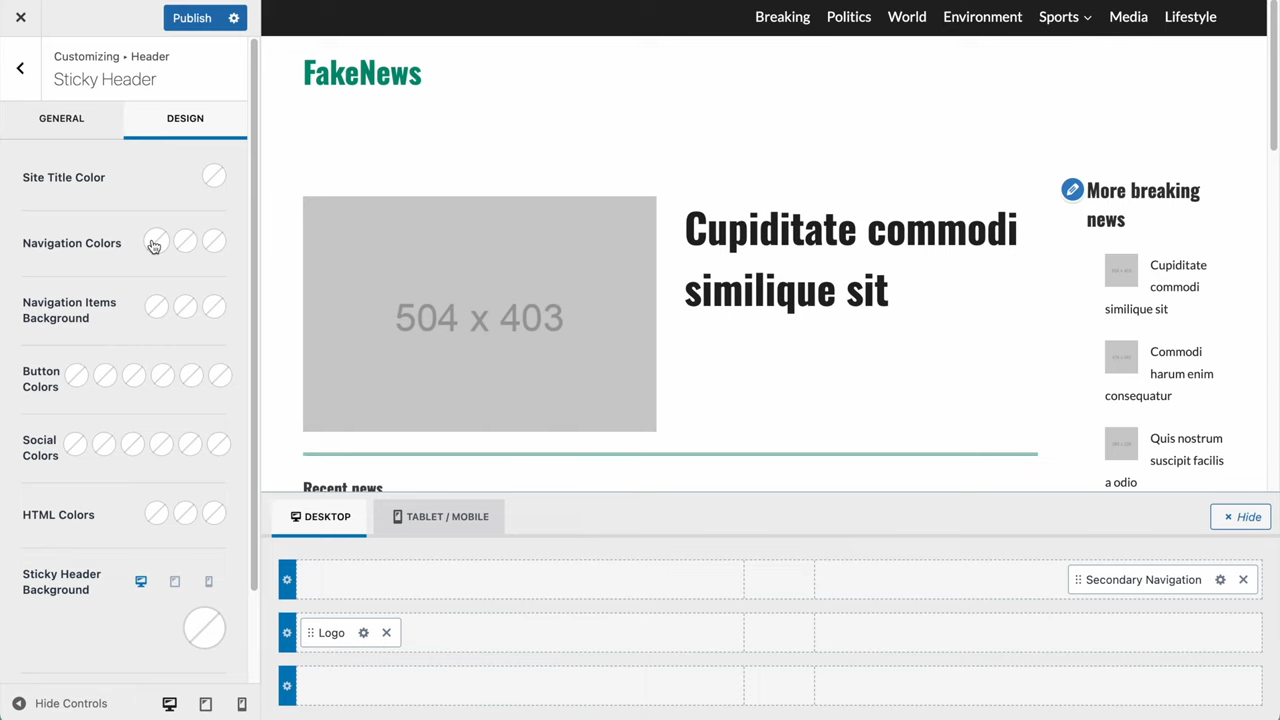 Publish
Customizing • Header
Sticky Header
GENERAL
DESIGN
Site Title Color
Navigation Colors
Navigation Items
Background
Button
Colors
Social
Colors
HTML Colors
Sticky Header
Background
Hide Controls
Breaking
Politics
World
Environment
Sports
Media
Lifestyle
FakeNews
504 x 403
Cupiditate commodi
similique sit
More breaking
news
Cupiditate
commodi
similique sit
Commodi
harum enim
consequatur
Quis nostrum
suscipit facilis
a odio
Recent news
DESKTOP
TABLET / MOBILE
× Hide
Secondary Navigation
Logo